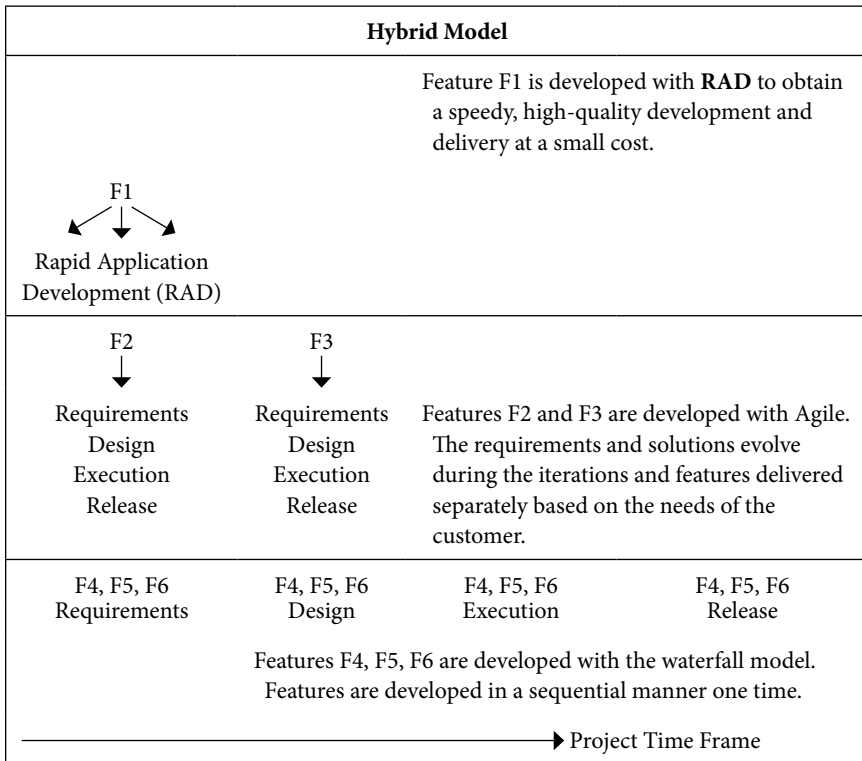 Hybrid Model
Feature F1 is developed with RAD to obtain
a speedy, high-quality development and
delivery at a small cost.
F1
Rapid Application
Development (RAD)
F2
F3
Requirements
Design
Execution
Release
Requirements
Design
Execution
Release
Features F2 and F3 are developed with Agile.
The requirements and solutions evolve
during the iterations and features delivered
separately based on the needs of the
customer.
F4, F5, F6
Requirements
F4, F5, F6
Design
F4, F5, F6
Execution
F4, F5, F6
Release
Features F4, F5, F6 are developed with the waterfall model.
Features are developed in a sequential manner one time.
Project Time Frame